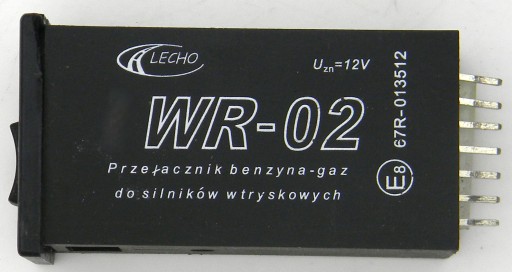 LECHO
Uzn=12V
WR-02
Przełacznik benzyna-gaz
do silników wtryskowych
E8
67R-013512